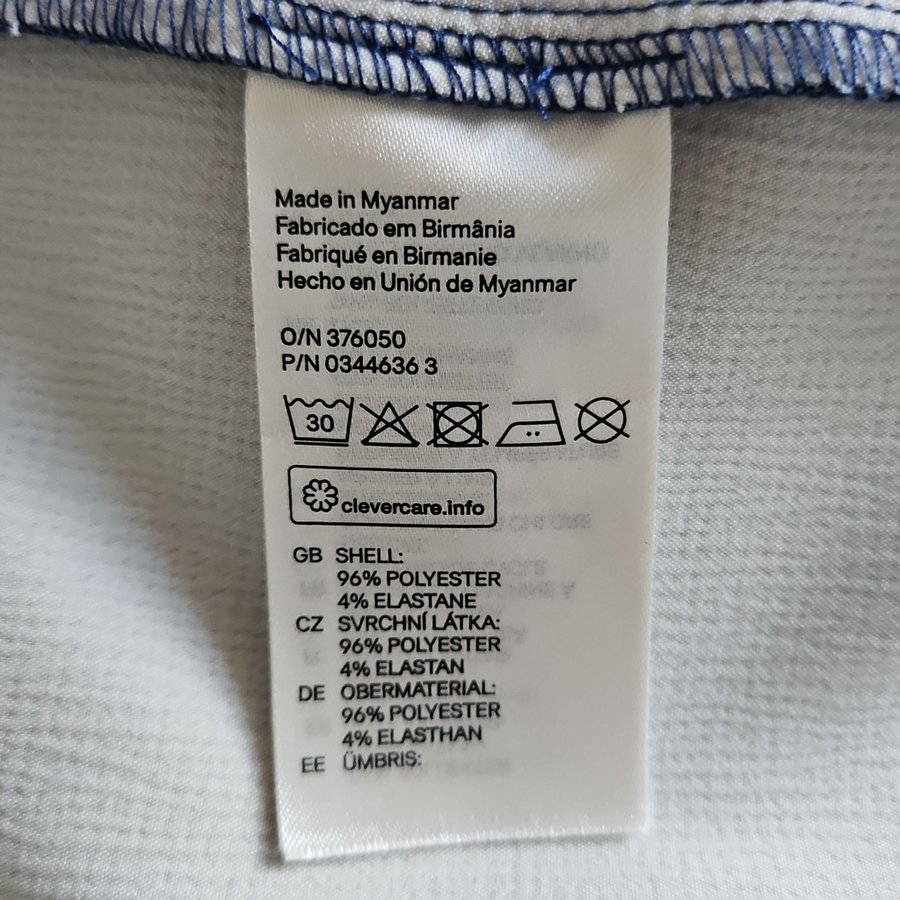 Made in Myanmar
Fabricado em Birmânia
Fabriqué en Birmanie
Hecho en Unión de Myanmar
O/N 376050
P/N 0344636 3
30
clevercare.info
GB SHELL:
96% POLYESTER
4% ELASTANE
CZ SVRCHNÍ LÁTKA:
96% POLYESTER
4% ELASTAN
DE OBERMATERIAL:
96% POLYESTER
4% ELASTHAN
EE ÜMBRIS: